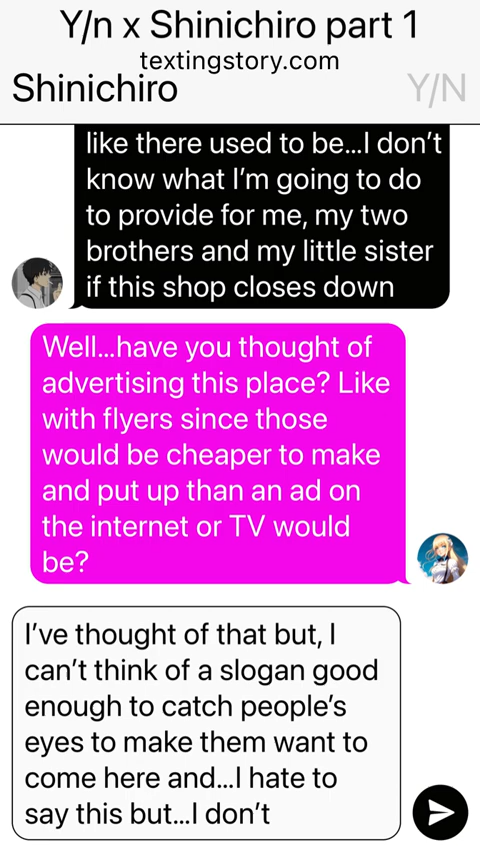 Y/n x Shinichiro part 1
textingstory.com
Shinichiro
Y/N
like there used to be...I don't
know what I'm going to do
to provide for me, my two
brothers and my little sister
if this shop closes down
Well...have you thought of
advertising this place? Like
with flyers since those
would be cheaper to make
and put up than an ad on
the internet or TV would
be?
I've thought of that but, I
can't think of a slogan good
enough to catch people's
eyes to make them want to
come here and...I hate to
say this but...I don't